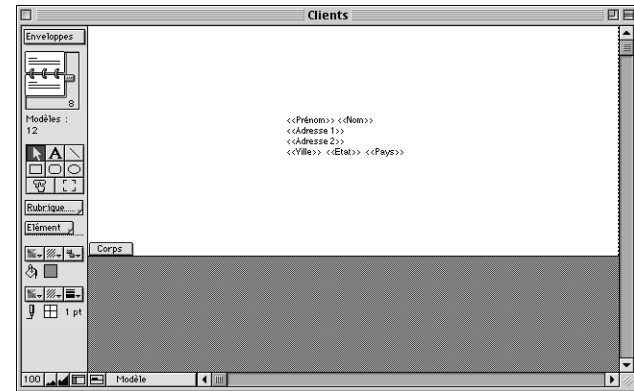 Clients
Enveloppes
8
Modèles :
12
A
Rubrique
Elément
1 pt
<<Prénom>> <<Nom>>
<<Adresse 1>>
<<Adresse 2>>
<<Ville>> <<Etat>> <<Pays>>
Corps
100
Modèle